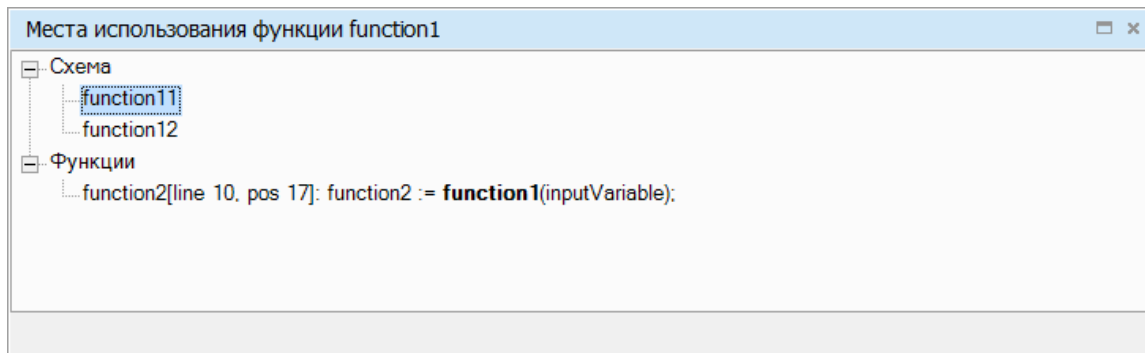 Места использования функции function1
Схема
function11
function12
Функции
function2[line 10, pos 17]: function2 := function1(inputVariable);